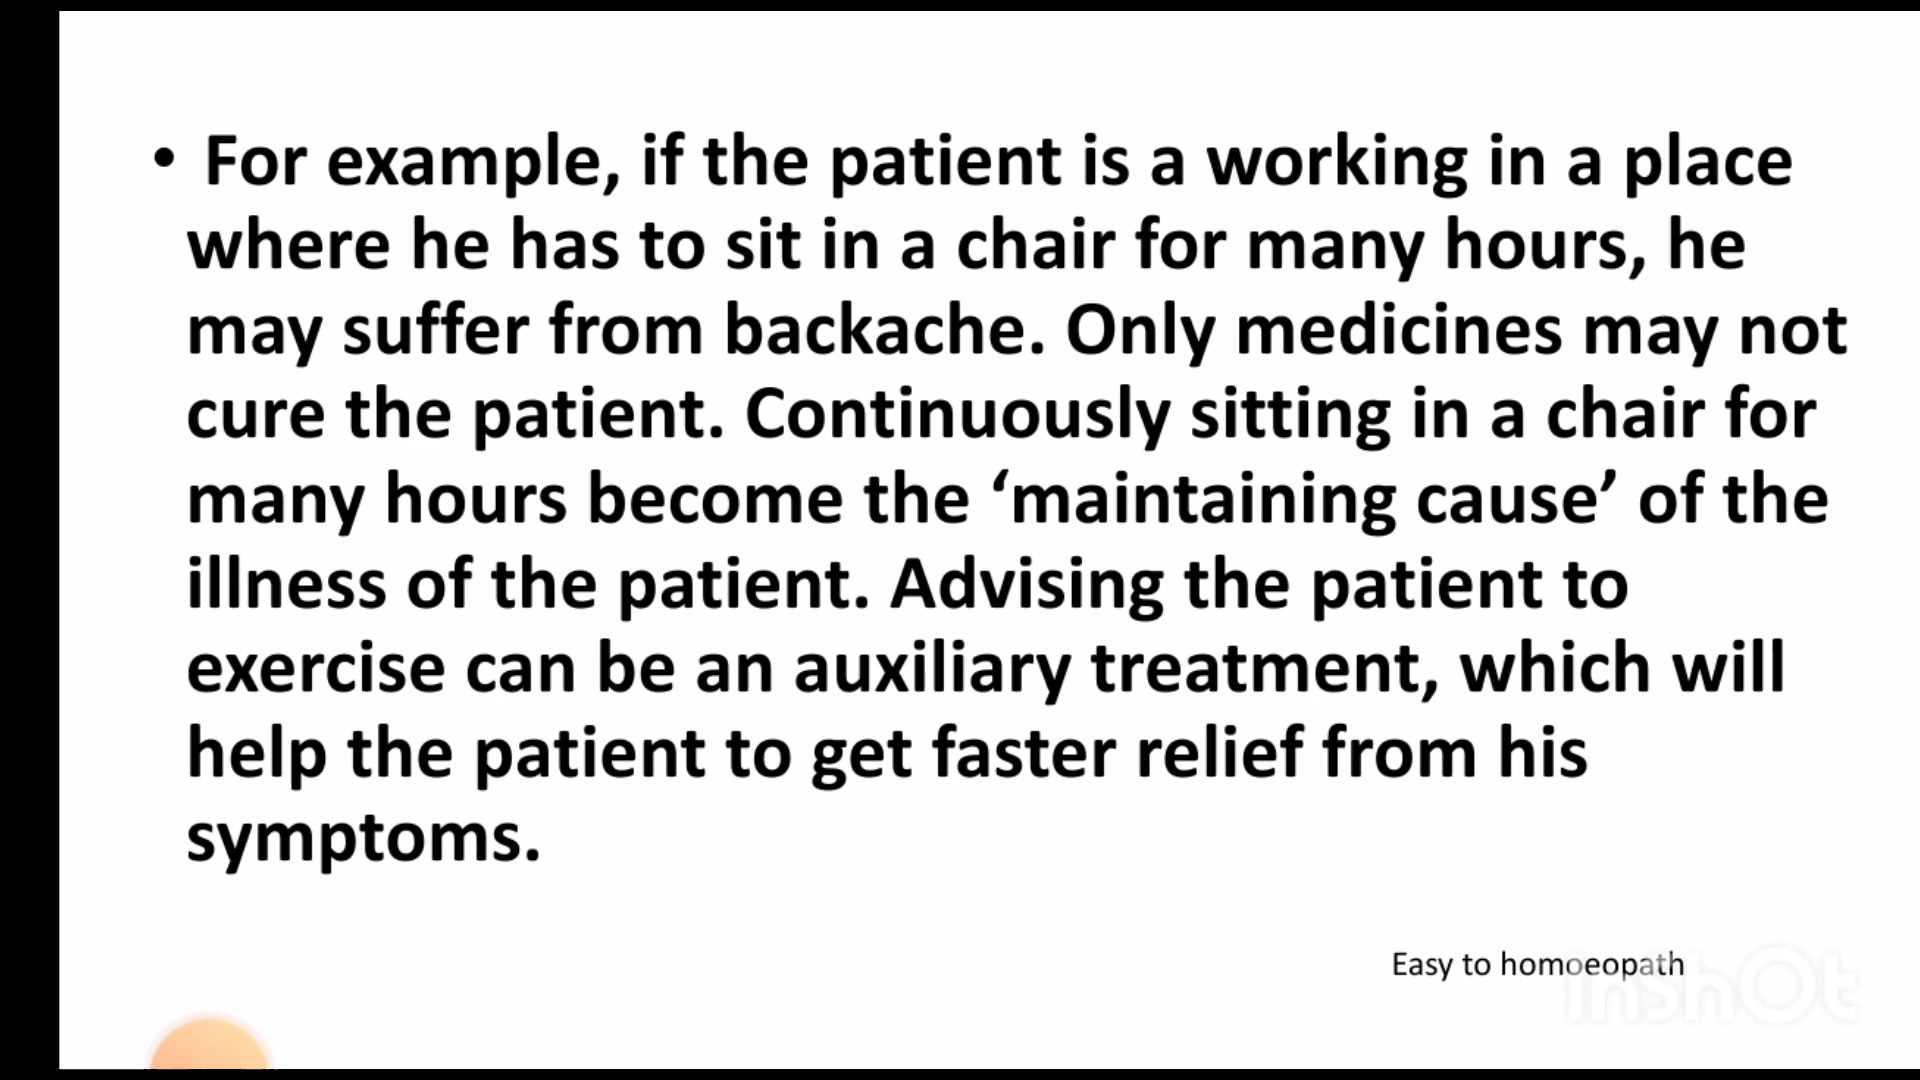 • For example, if the patient is a working in a place
where he has to sit in a chair for many hours, he
may suffer from backache. Only medicines may not
cure the patient. Continuously sitting in a chair for
many hours become the ‘maintaining cause’ of the
illness of the patient. Advising the patient to
exercise can be an auxiliary treatment, which will
help the patient to get faster relief from his
symptoms.
Easy to homoeopath
InShOt